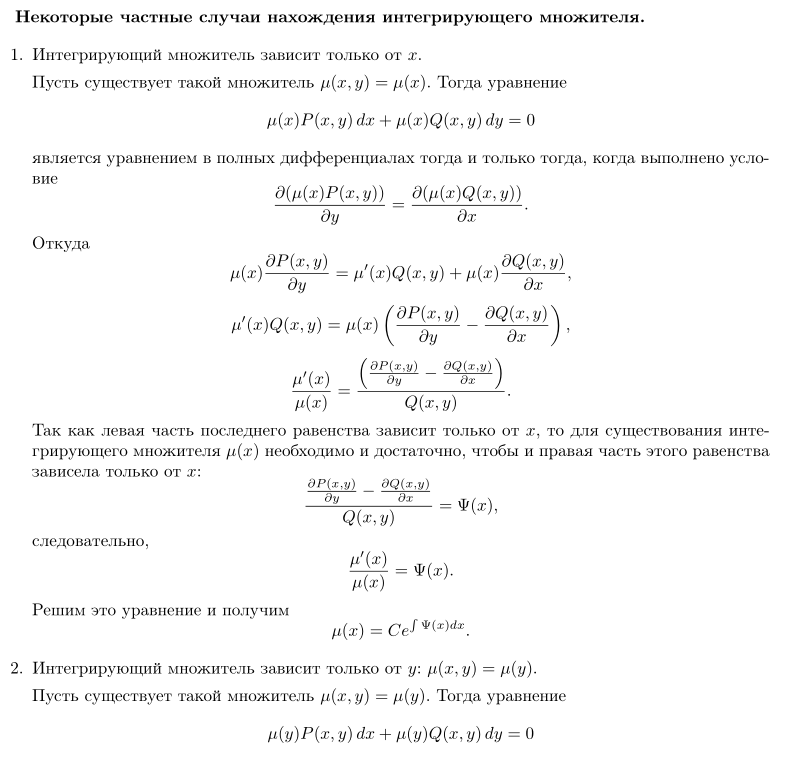 Некоторые частные случаи нахождения интегрирующего множителя.
1. Интегрирующий множитель зависит только от $x$.
Пусть существует такой множитель $\mu(x, y) = \mu(x)$. Тогда уравнение
$$\mu(x)P(x, y)\,dx + \mu(x)Q(x, y)\,dy = 0$$
является уравнением в полных дифференциалах тогда и только тогда, когда выполнено усло-
вие
$$\frac{\partial(\mu(x)P(x, y))}{\partial y} = \frac{\partial(\mu(x)Q(x, y))}{\partial x}.$$
Откуда
$$\mu(x)\frac{\partial P(x, y)}{\partial y} = \mu'(x)Q(x, y) + \mu(x)\frac{\partial Q(x, y)}{\partial x},$$
$$\mu'(x)Q(x, y) = \mu(x)\left(\frac{\partial P(x, y)}{\partial y} - \frac{\partial Q(x, y)}{\partial x}\right),$$
$$\frac{\mu'(x)}{\mu(x)} = \frac{\left(\frac{\partial P(x,y)}{\partial y} - \frac{\partial Q(x,y)}{\partial x}\right)}{Q(x, y)}.$$
Так как левая часть последнего равенства зависит только от $x$, то для существования инте-
грирующего множителя $\mu(x)$ необходимо и достаточно, чтобы и правая часть этого равенства
зависела только от $x$:
$$\frac{\frac{\partial P(x,y)}{\partial y} - \frac{\partial Q(x,y)}{\partial x}}{Q(x, y)} = \Psi(x),$$
следовательно,
$$\frac{\mu'(x)}{\mu(x)} = \Psi(x).$$
Решим это уравнение и получим
$$\mu(x) = Ce^{\int \Psi(x)dx}.$$
2. Интегрирующий множитель зависит только от $y$: $\mu(x, y) = \mu(y)$.
Пусть существует такой множитель $\mu(x, y) = \mu(y)$. Тогда уравнение
$$\mu(y)P(x, y)\,dx + \mu(y)Q(x, y)\,dy = 0$$